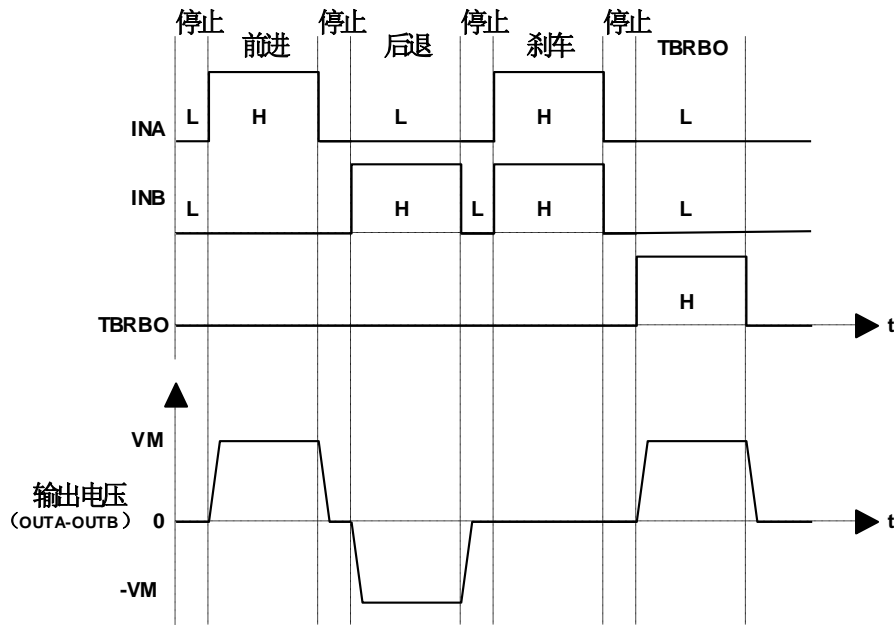 停止 前进 停止 后退 停止 刹车 停止 TBRBO
INA L H L H L
INB L H L H L
TBRBO H t
VM
输出电压
(OUTA-OUTB) 0 t
-VM